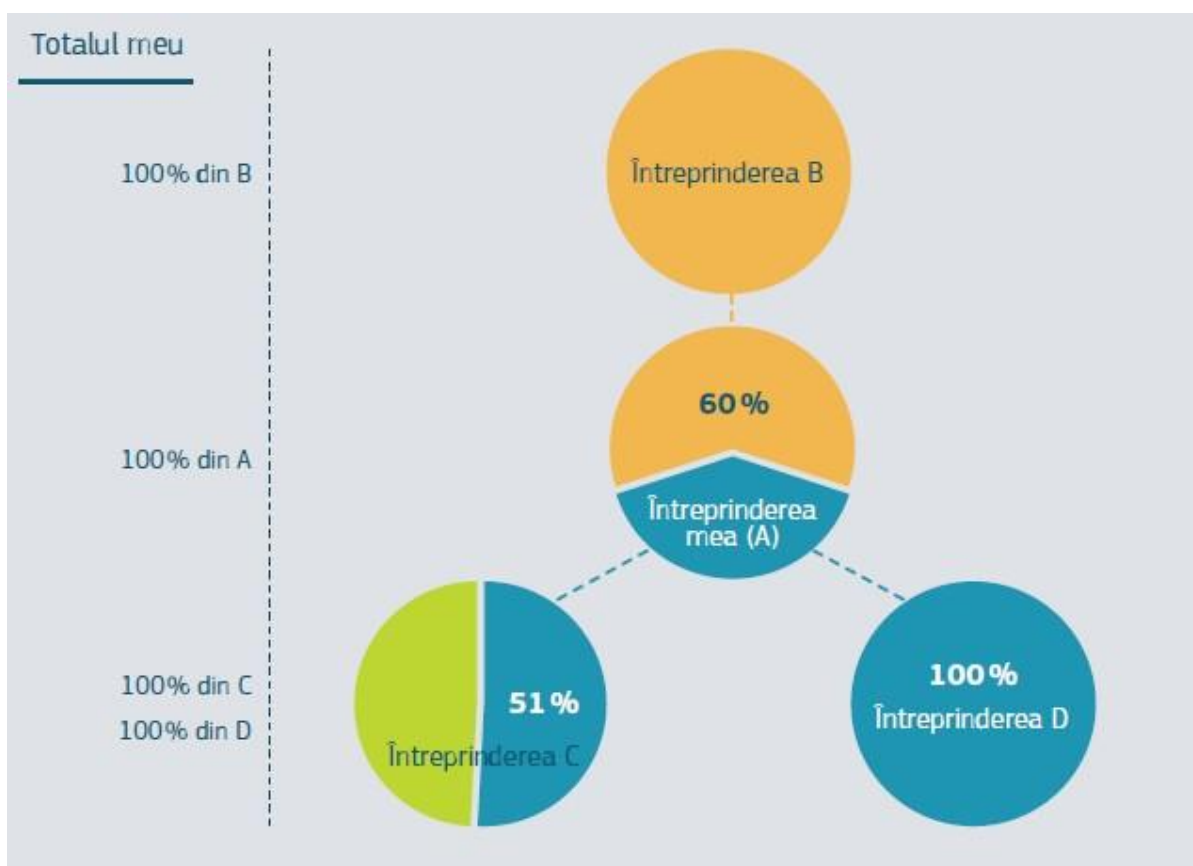 Totalul meu
100% din B
Întreprinderea B
60%
100% din A
Întreprinderea
mea (A)
100% din C
100% din D
51%
Întreprinderea C
100%
Întreprinderea D